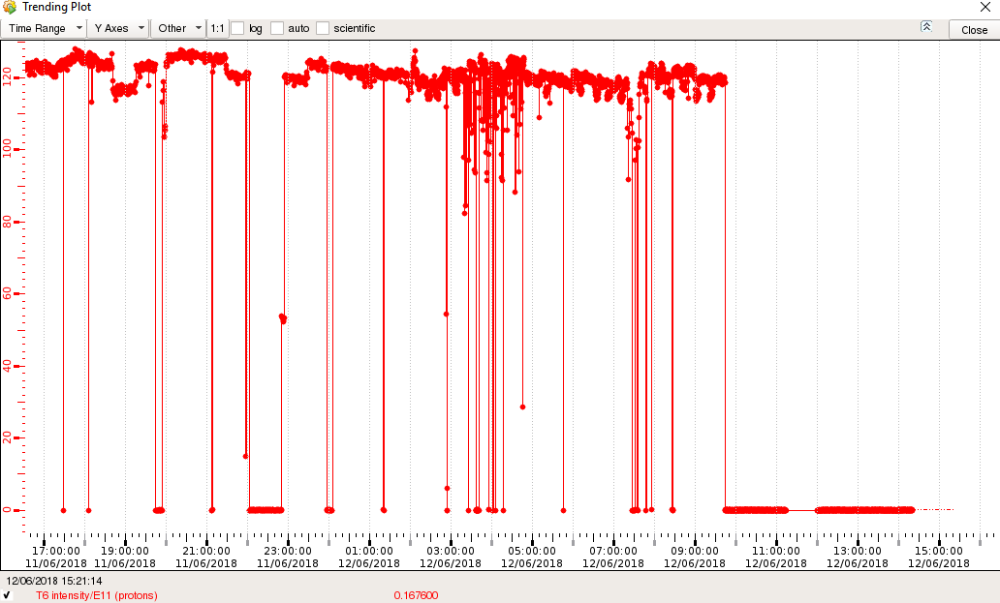 Trending Plot
Time Range Y Axes Other 1:1 log auto scientific Close
120
100
80
60
40
20
0
17:00:00 19:00:00 21:00:00 23:00:00 01:00:00 03:00:00 05:00:00 07:00:00 09:00:00 11:00:00 13:00:00 15:00:00
11/06/2018 11/06/2018 11/06/2018 11/06/2018 12/06/2018 12/06/2018 12/06/2018 12/06/2018 12/06/2018 12/06/2018 12/06/2018 12/06/2018
12/06/2018 15:21:14
T6 intensity/E11 (protons) 0.167600